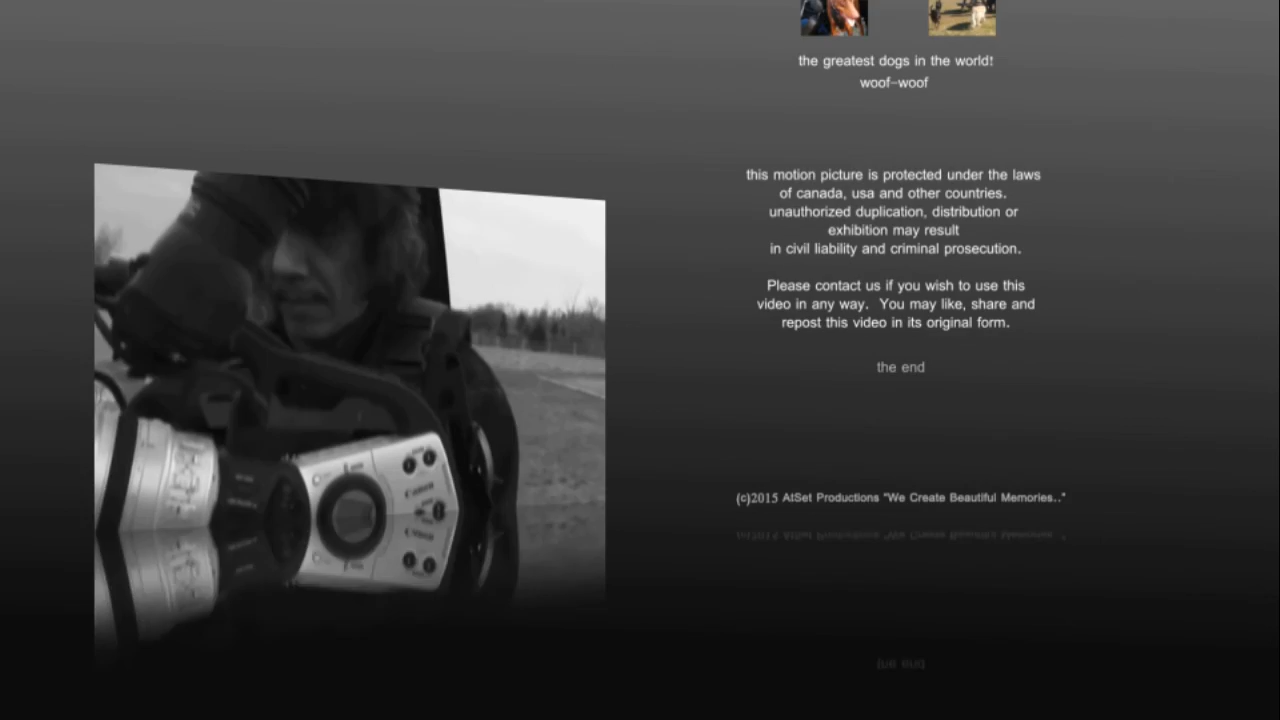 the greatest dogs in the world!
woof-woof
this motion picture is protected under the laws
of canada, usa and other countries.
unauthorized duplication, distribution or
exhibition may result
in civil liability and criminal prosecution.
Please contact us if you wish to use this
video in any way.  You may like, share and
repost this video in its original form.
the end
(c)2015 AtSet Productions "We Create Beautiful Memories.."